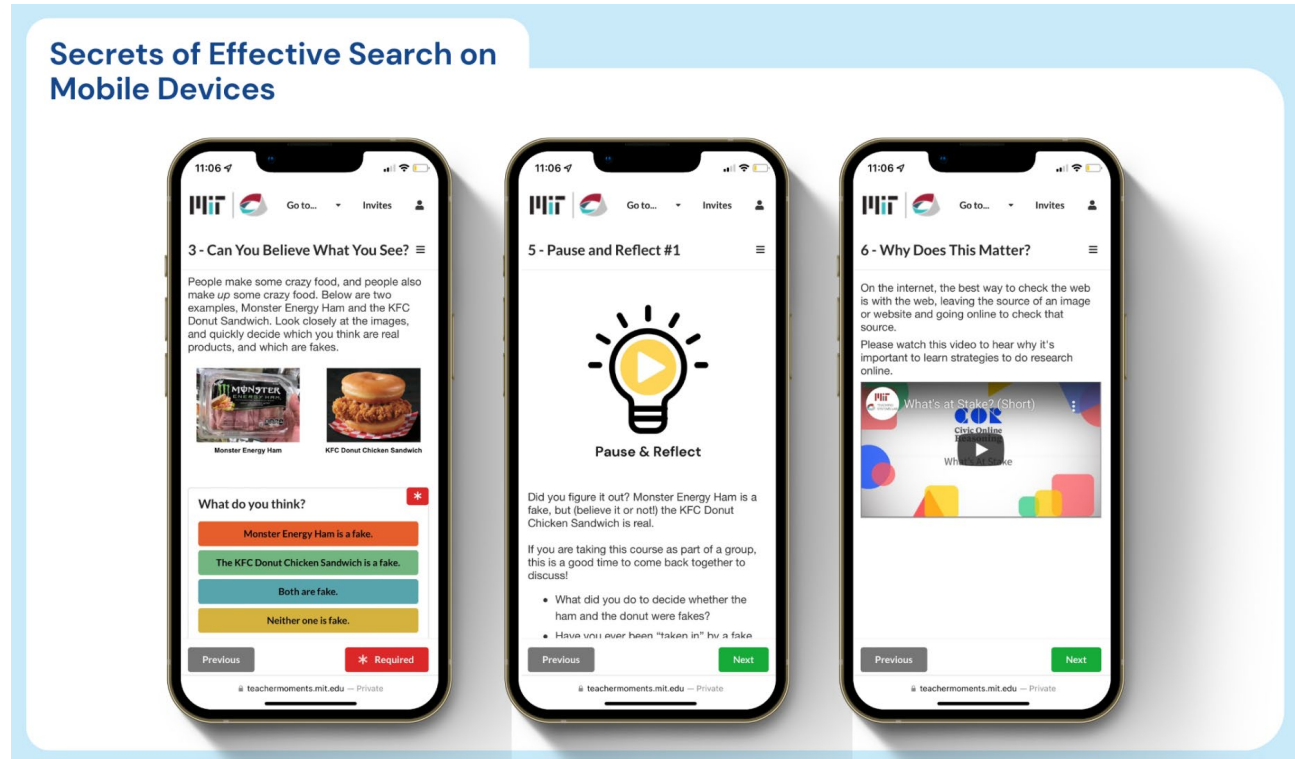 Secrets of Effective Search on
Mobile Devices
11:06
MIT
Go to...
Invites
3 - Can You Believe What You See?
People make some crazy food, and people also
make up some crazy food. Below are two
examples, Monster Energy Ham and the KFC
Donut Sandwich. Look closely at the images,
and quickly decide which you think are real
products, and which are fakes.
MONSTER
ENERGY HAM
Monster Energy Ham
KFC Donut Chicken Sandwich
What do you think?
*
Monster Energy Ham is a fake.
The KFC Donut Chicken Sandwich is a fake.
Both are fake.
Neither one is fake.
Previous
* Required
teachermoments.mit.edu — Private
11:06
MIT
Go to...
Invites
5 - Pause and Reflect #1
Pause & Reflect
Did you figure it out? Monster Energy Ham is a
fake, but (believe it or not!) the KFC Donut
Chicken Sandwich is real.
If you are taking this course as part of a group,
this is a good time to come back together to
discuss!
• What did you do to decide whether the
ham and the donut were fakes?
• Have you ever been "taken in" by a fake
Previous
Next
teachermoments.mit.edu — Private
11:06
MIT
Go to...
Invites
6 - Why Does This Matter?
On the internet, the best way to check the web
is with the web, leaving the source of an image
or website and going online to check that
source.
Please watch this video to hear why it's
important to learn strategies to do research
online.
MIT
What's at Stake? (Short)
COR
Civic Online
Reasoning
What's At Stake
Previous
Next
teachermoments.mit.edu — Private